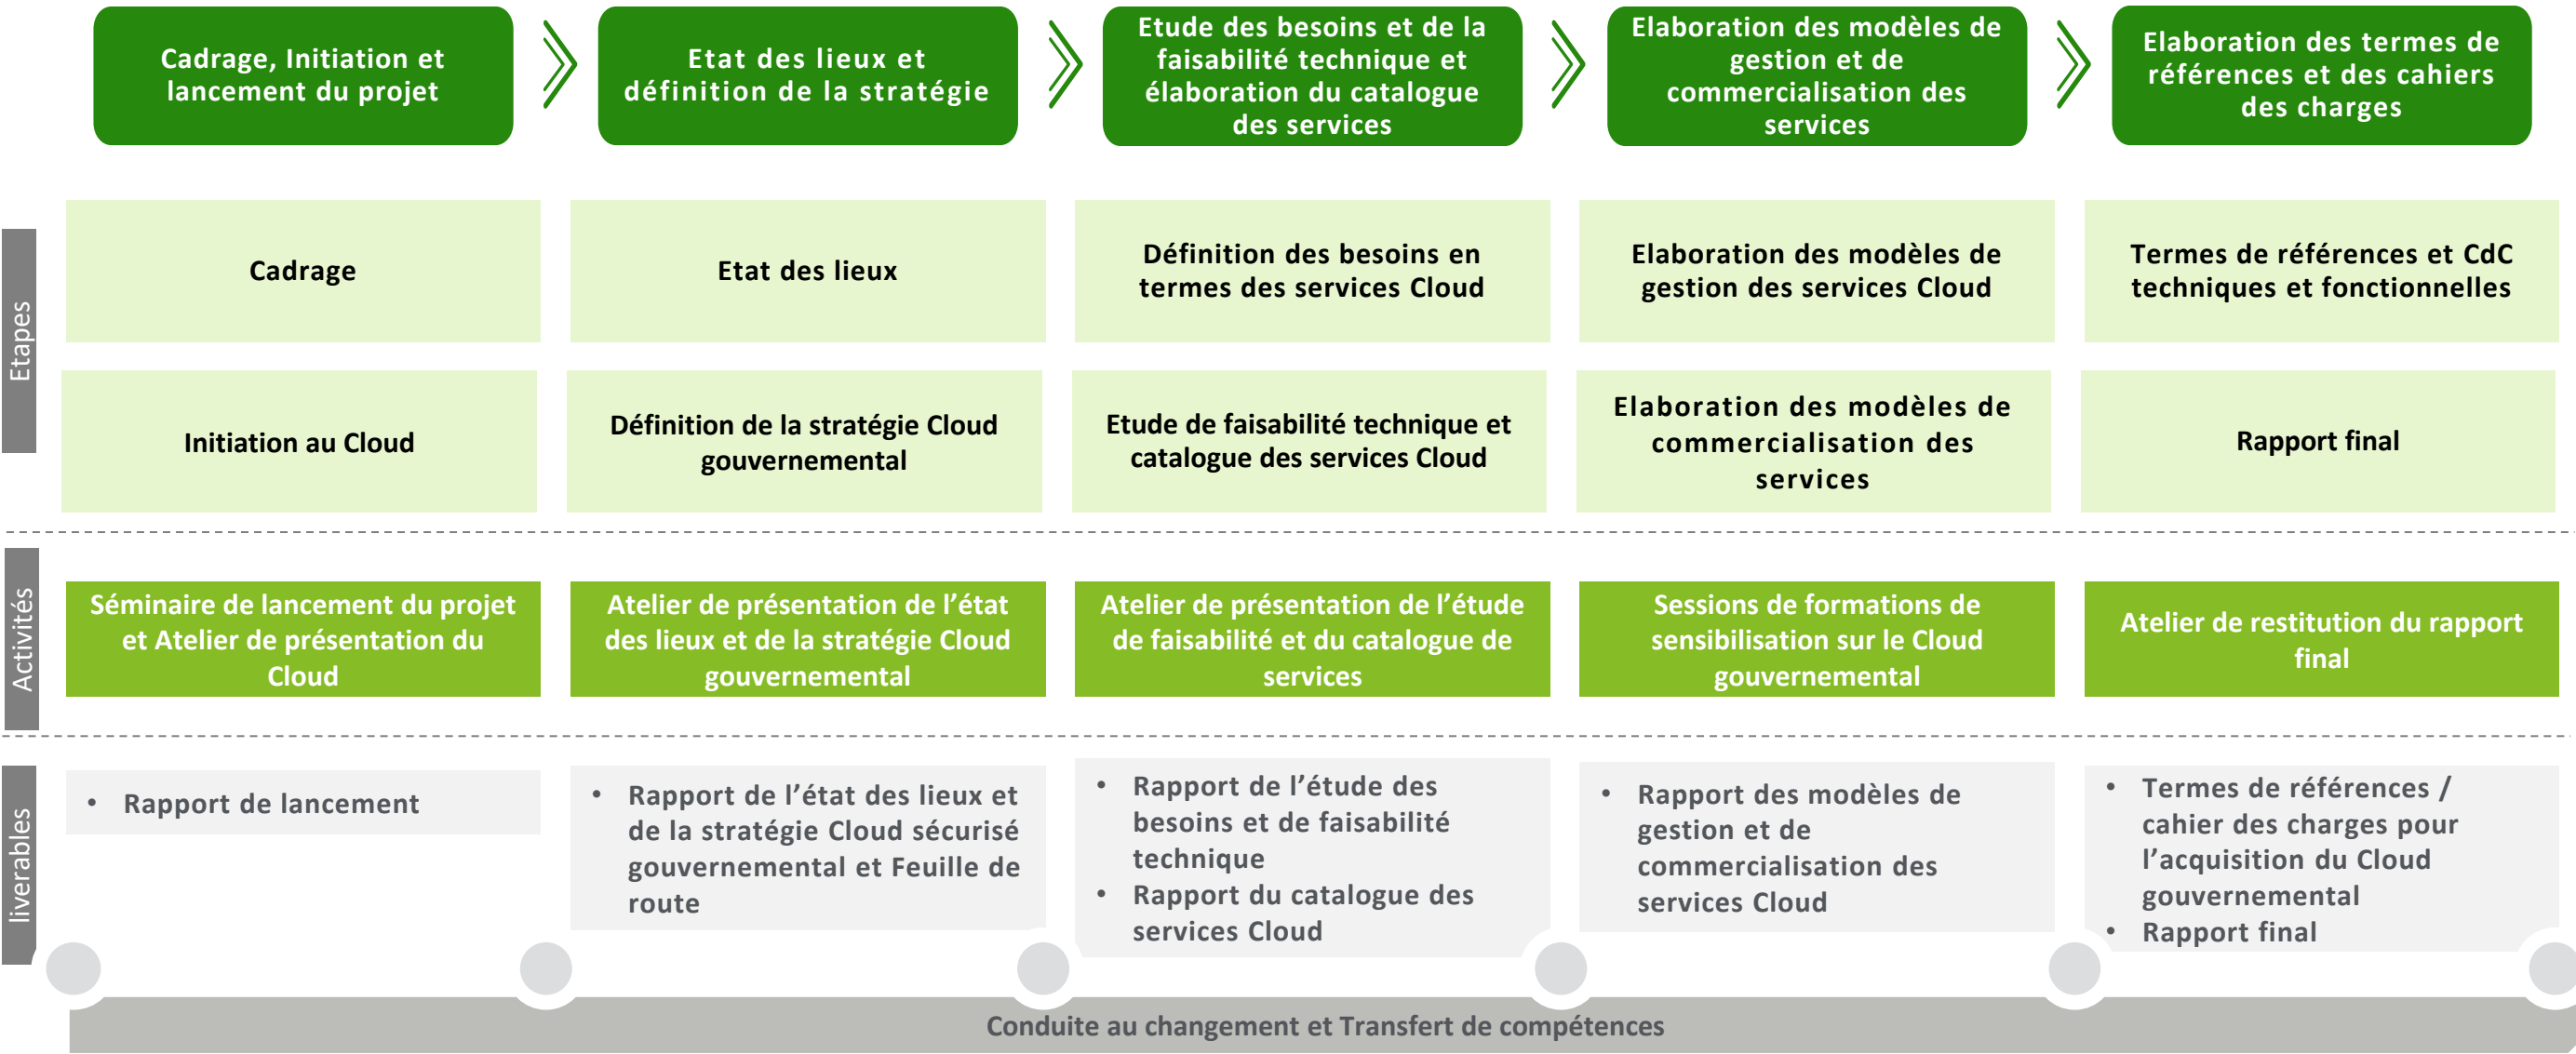 Cadrage, Initiation et
lancement du projet
Etat des lieux et
définition de la stratégie
Etude des besoins et de la
faisabilité technique et
élaboration du catalogue
des services
Elaboration des modèles de
gestion et de
commercialisation des
services
Elaboration des termes de
références et des cahiers
des charges
Etapes
Cadrage
Etat des lieux
Définition des besoins en
termes des services Cloud
Elaboration des modèles de
gestion des services Cloud
Termes de références et CdC
techniques et fonctionnelles
Initiation au Cloud
Définition de la stratégie Cloud
gouvernemental
Etude de faisabilité technique et
catalogue des services Cloud
Elaboration des modèles de
commercialisation des
services
Rapport final
Activités
Séminaire de lancement du projet
et Atelier de présentation du
Cloud
Atelier de présentation de l'état
des lieux et de la stratégie Cloud
gouvernemental
Atelier de présentation de l'étude
de faisabilité et du catalogue de
services
Sessions de formations de
sensibilisation sur le Cloud
gouvernemental
Atelier de restitution du rapport
final
liverables
• Rapport de lancement
• Rapport de l'état des lieux et
de la stratégie Cloud sécurisé
gouvernemental et Feuille de
route
• Rapport de l'étude des
besoins et de faisabilité
technique
• Rapport du catalogue des
services Cloud
• Rapport des modèles de
gestion et de
commercialisation des
services Cloud
• Termes de références /
cahier des charges pour
l'acquisition du Cloud
gouvernemental
• Rapport final
Conduite au changement et Transfert de compétences